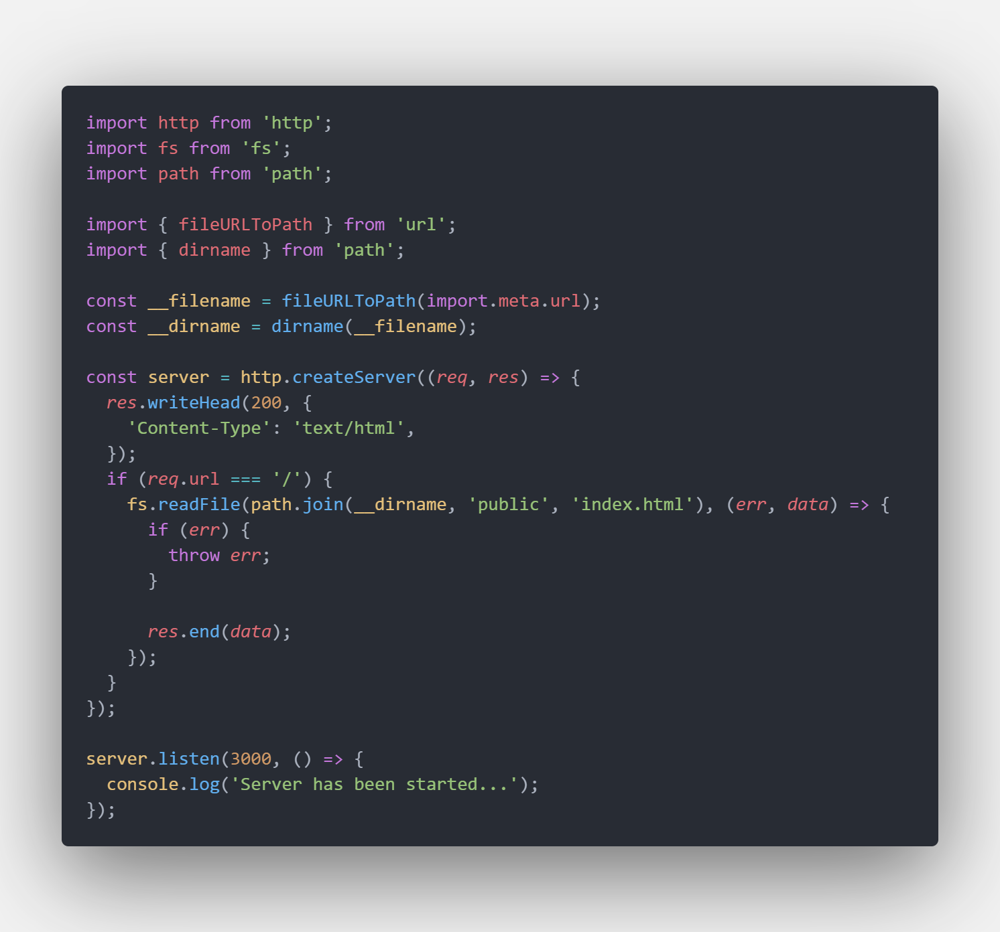 import http from 'http';
import fs from 'fs';
import path from 'path';

import { fileURLToPath } from 'url';
import { dirname } from 'path';

const __filename = fileURLToPath(import.meta.url);
const __dirname = dirname(__filename);

const server = http.createServer((req, res) => {
  res.writeHead(200, {
    'Content-Type': 'text/html',
  });
  if (req.url === '/') {
    fs.readFile(path.join(__dirname, 'public', 'index.html'), (err, data) => {
      if (err) {
        throw err;
      }

      res.end(data);
    });
  }
});

server.listen(3000, () => {
  console.log('Server has been started...');
});